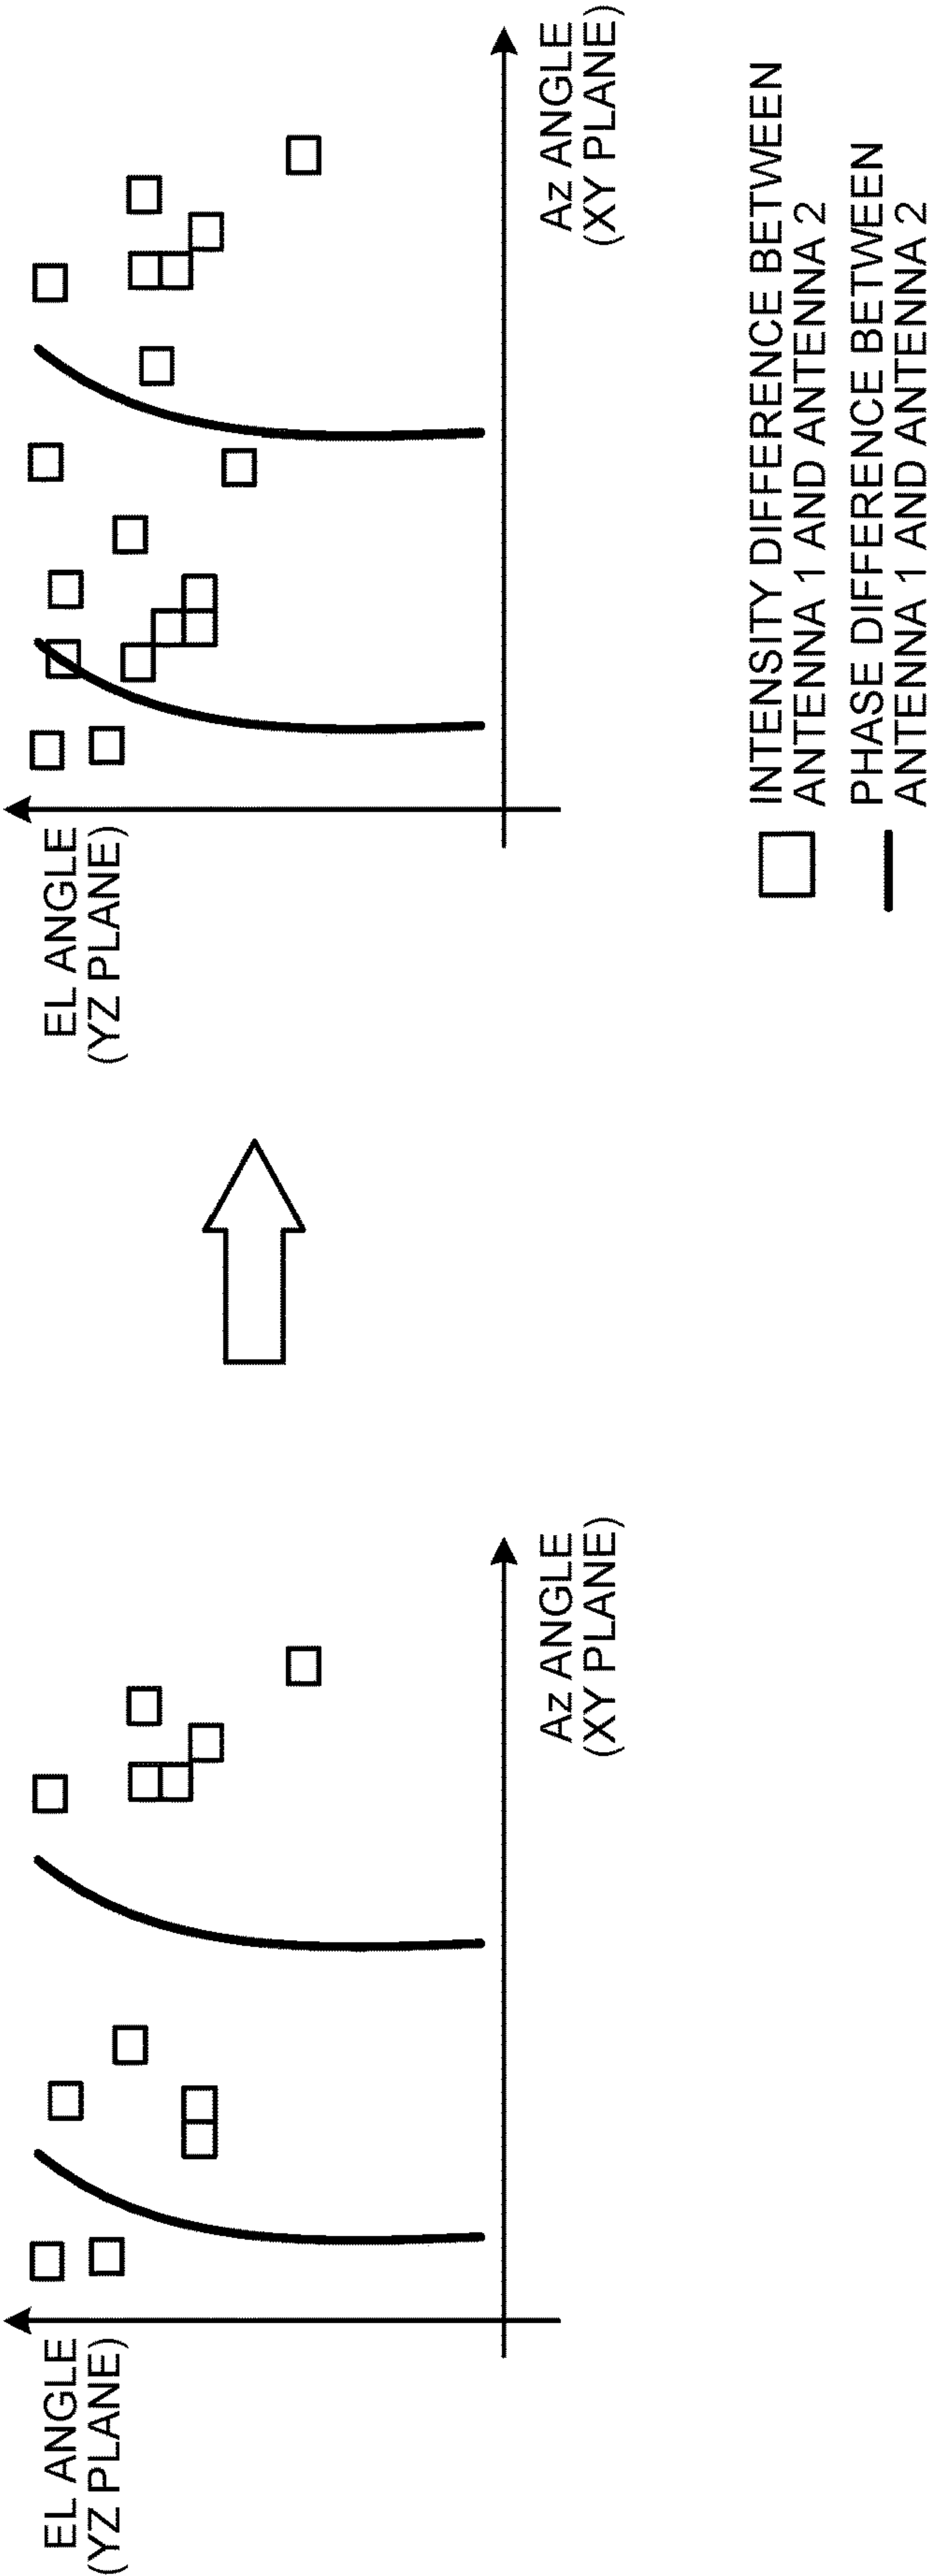 EL ANGLE
(YZ PLANE)
Az ANGLE
(XY PLANE)
EL ANGLE
(YZ PLANE)
Az ANGLE
(XY PLANE)
INTENSITY DIFFERENCE BETWEEN
ANTENNA 1 AND ANTENNA 2
PHASE DIFFERENCE BETWEEN
ANTENNA 1 AND ANTENNA 2